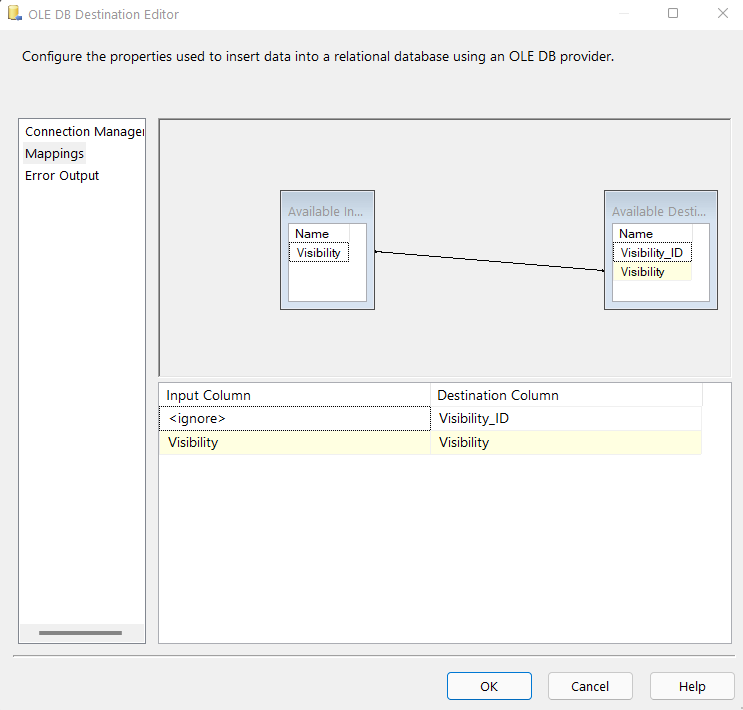 OLE DB Destination Editor
Configure the properties used to insert data into a relational database using an OLE DB provider.
Connection Manager
Mappings
Error Output
Available In...
Name
Visibility
Available Desti...
Name
Visibility_ID
Visibility
Input Column Destination Column
<ignore> Visibility_ID
Visibility Visibility
OK Cancel Help